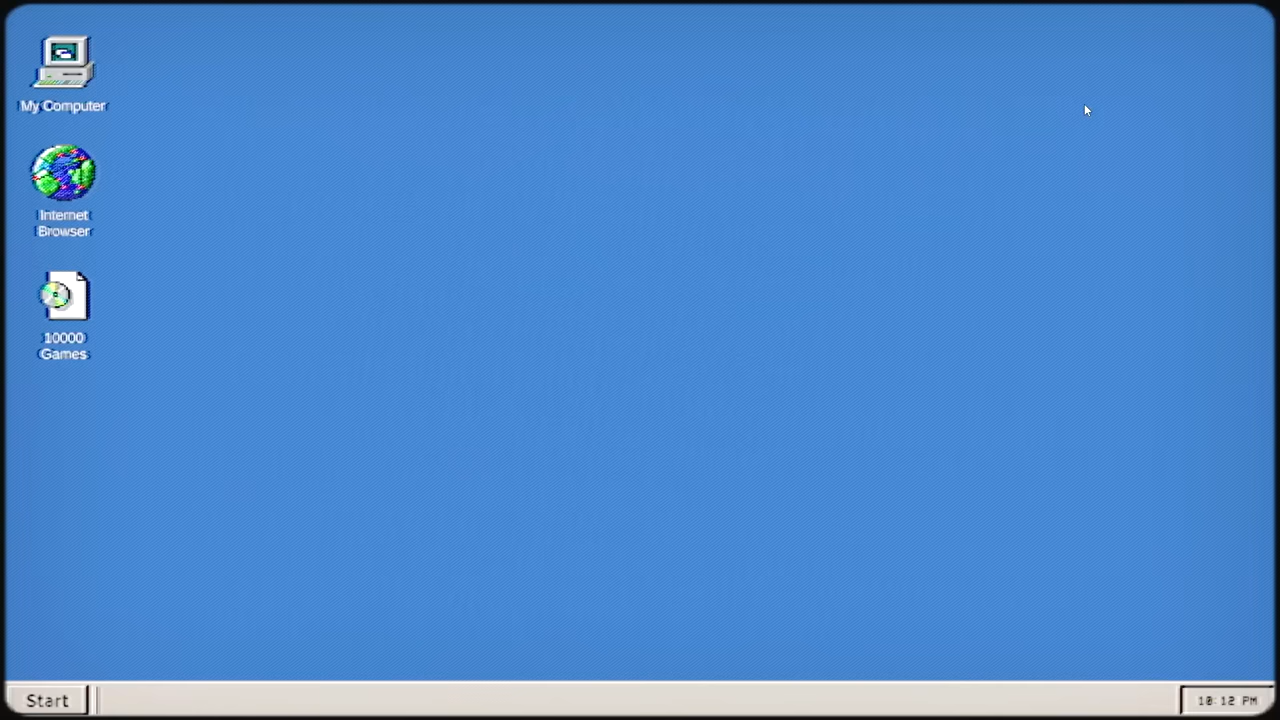 My Computer
Internet
Browser
10000
Games
Start
10:12 PM